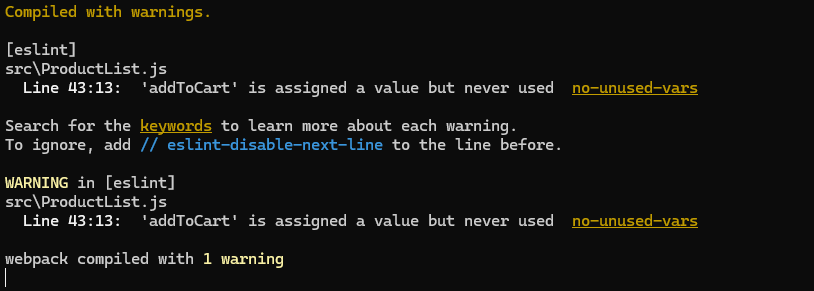 Compiled with warnings.
[eslint]
src\ProductList.js
Line 43:13:  'addToCart' is assigned a value but never used  no-unused-vars
Search for the keywords to learn more about each warning.
To ignore, add // eslint-disable-next-line to the line before.
WARNING in [eslint]
src\ProductList.js
Line 43:13:  'addToCart' is assigned a value but never used  no-unused-vars
webpack compiled with 1 warning